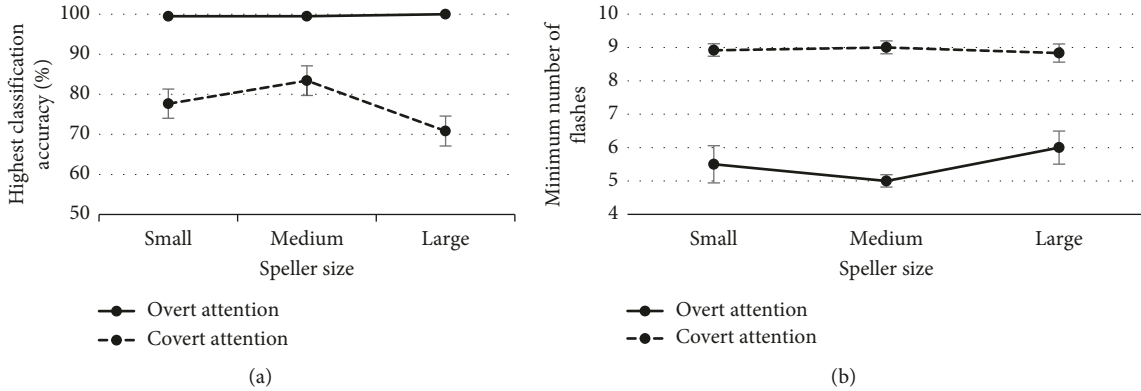 Highest classification
accuracy (%)
100
90
80
70
60
50
Small Medium Large
Speller size
Overt attention
Covert attention
(a)
Minimum number of
flashes
10
9
8
7
6
5
4
Small Medium Large
Speller size
Overt attention
Covert attention
(b)